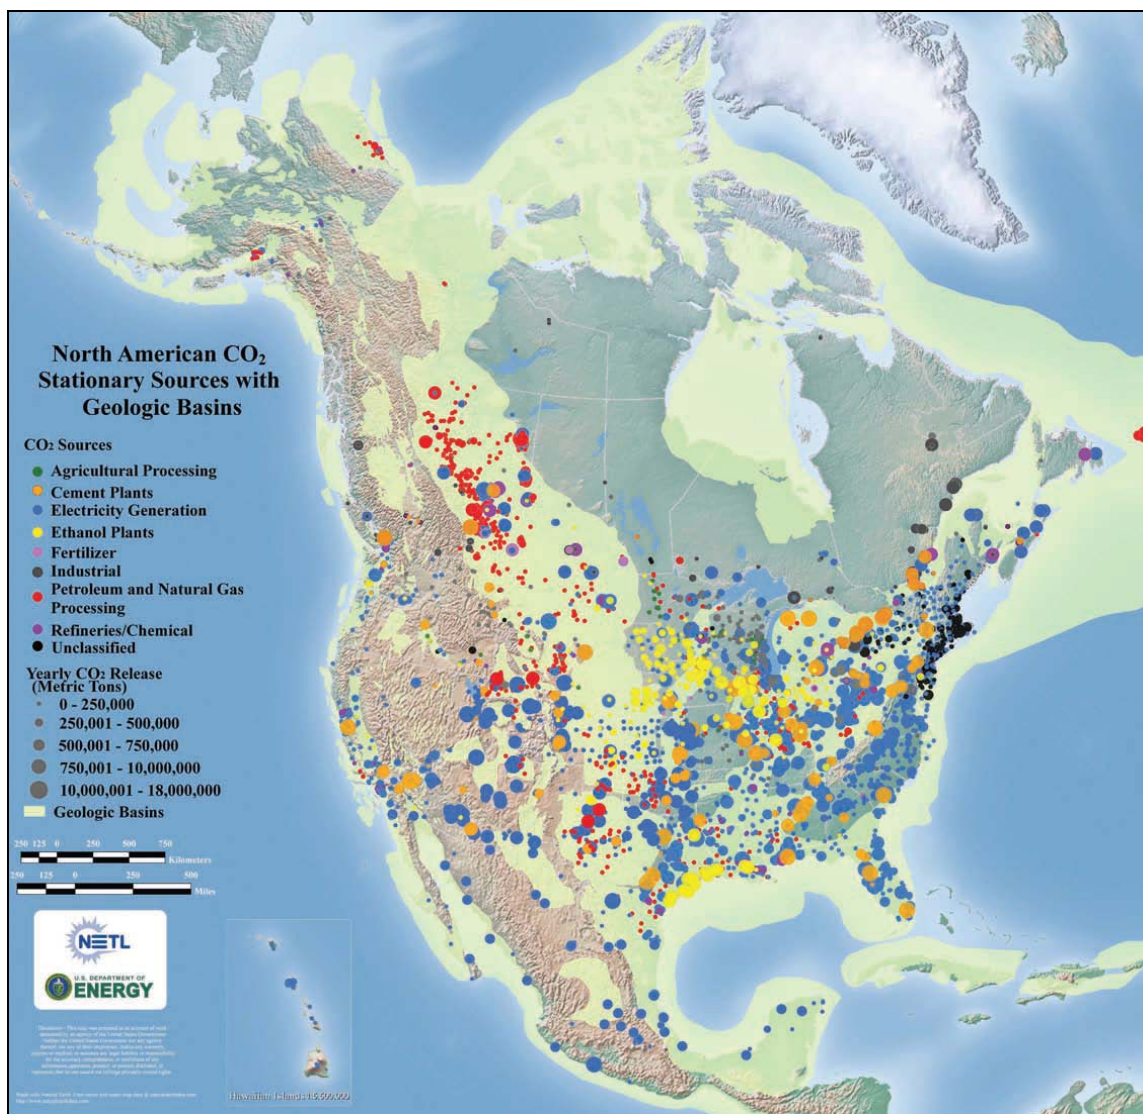 North American CO₂
Stationary Sources with
Geologic Basins
CO₂ Sources
Agricultural Processing
Cement Plants
Electricity Generation
Ethanol Plants
Fertilizer
Industrial
Petroleum and Natural Gas
Processing
Refineries/Chemical
Unclassified
Yearly CO₂ Release
(Metric Tons)
0 - 250,000
250,001 - 500,000
500,001 - 750,000
750,001 - 10,000,000
10,000,001 - 18,000,000
Geologic Basins
250 125 0 250 500 750
Kilometers
250 125 0 250 500
Miles
NETL
U.S. DEPARTMENT OF
ENERGY
Hawaiian Islands